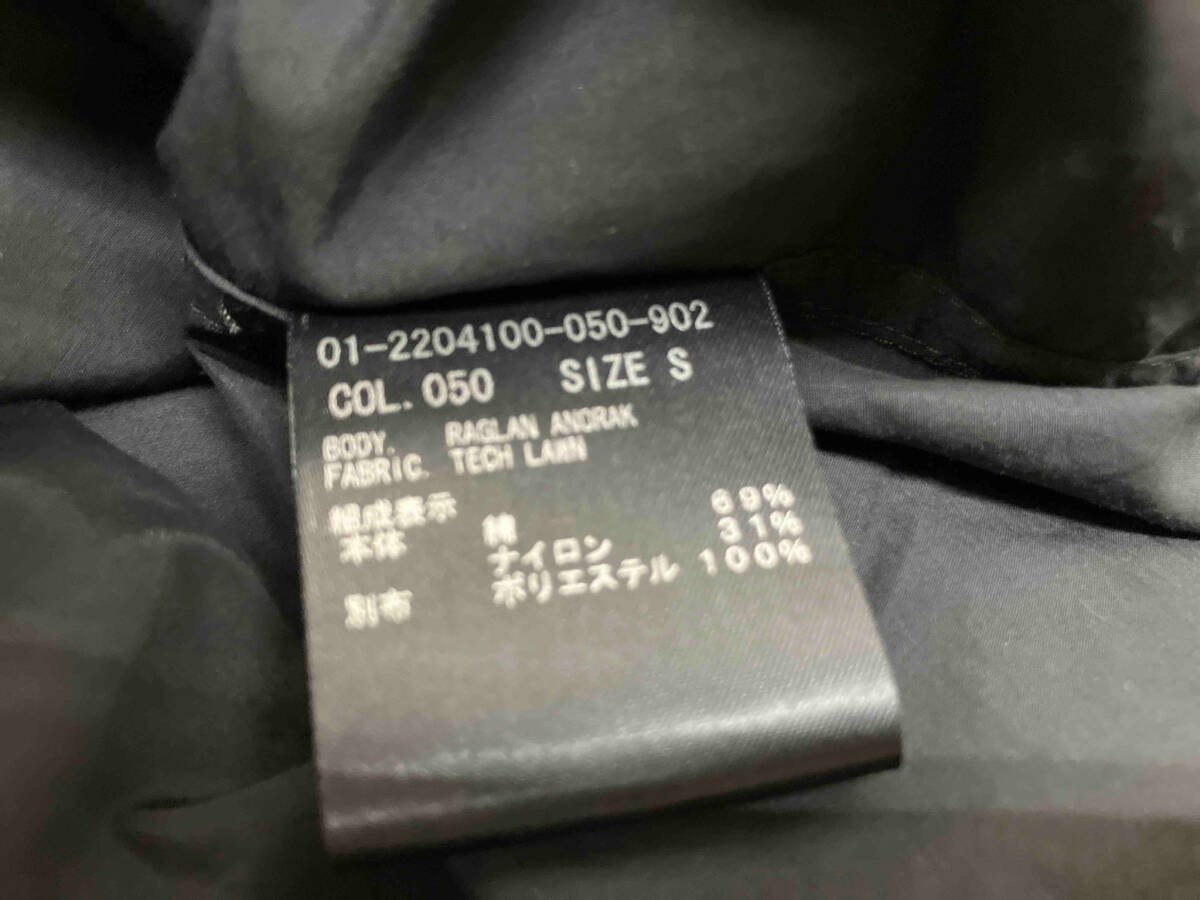 01-2204100-050-902
COL. 050 SIZE S
BODY. RAGLAN ANORAK
FABRIC. TECH LAWN
組成表示
本体 綿 69%
ナイロン 31%
別布 ポリエステル 100%